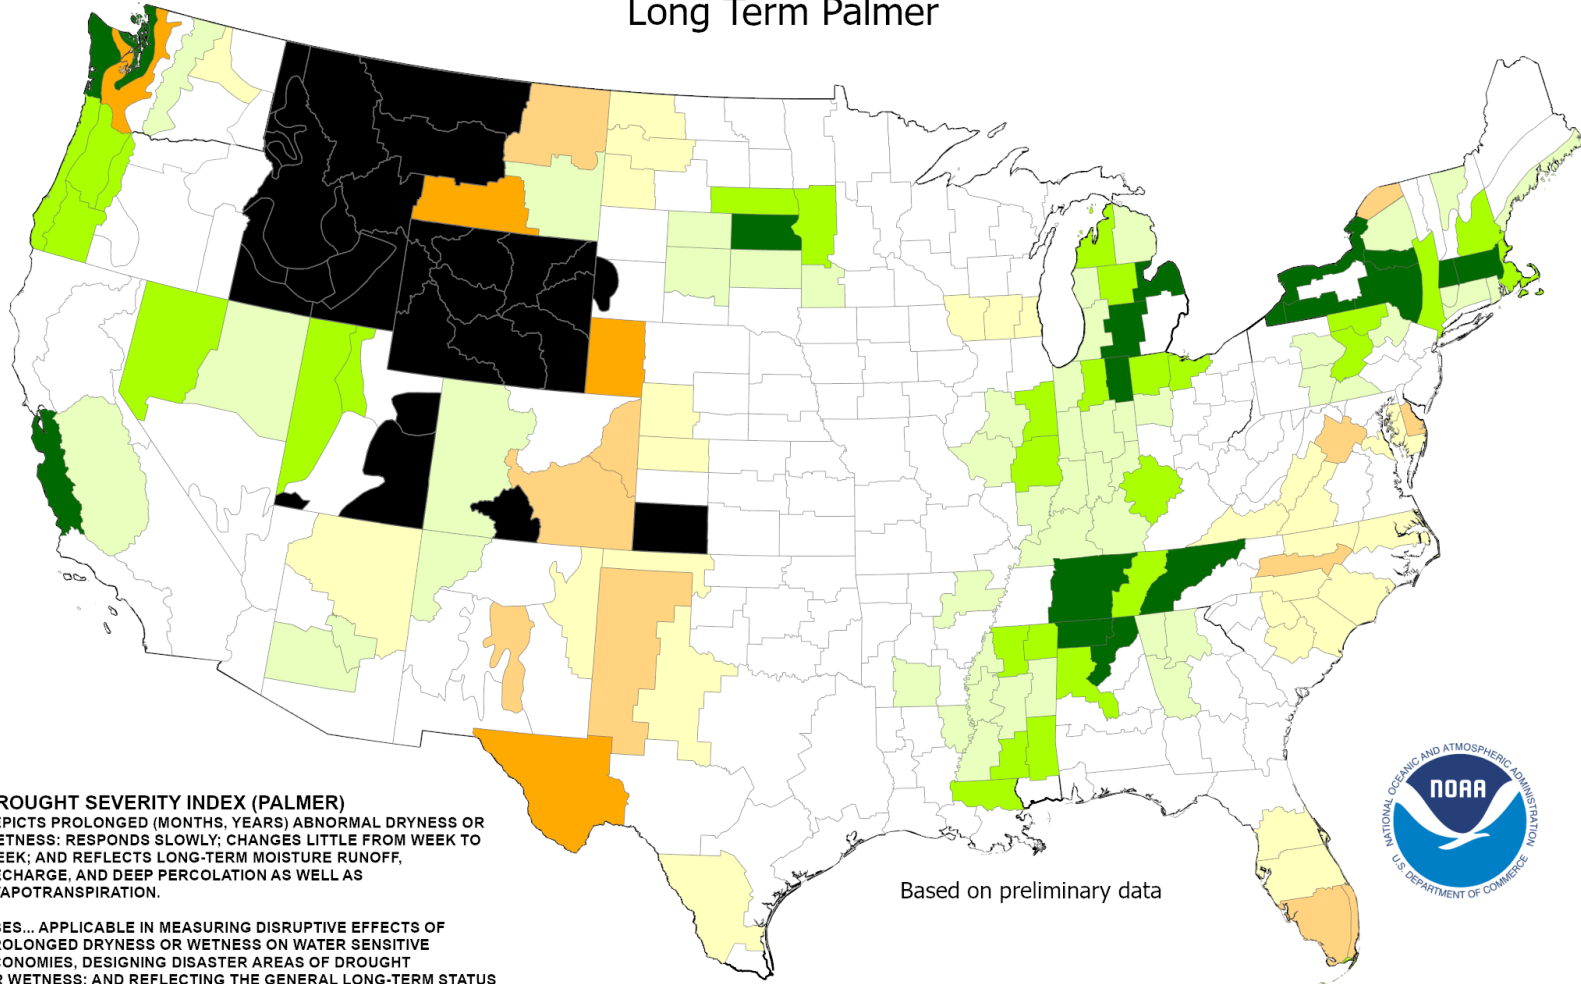 Long Term Palmer
ROUGHT SEVERITY INDEX (PALMER)
EPICTS PROLONGED (MONTHS, YEARS) ABNORMAL DRYNESS OR
ETNESS: RESPONDS SLOWLY; CHANGES LITTLE FROM WEEK TO
EEK; AND REFLECTS LONG-TERM MOISTURE RUNOFF,
ECHARGE, AND DEEP PERCOLATION AS WELL AS
VAPOTRANSPIRATION.
SES... APPLICABLE IN MEASURING DISRUPTIVE EFFECTS OF
ROLONGED DRYNESS OR WETNESS ON WATER SENSITIVE
CONOMIES, DESIGNING DISASTER AREAS OF DROUGHT
R WETNESS; AND REFLECTING THE GENERAL LONG-TERM STATUS
Based on preliminary data
NATIONAL OCEANIC AND ATMOSPHERIC ADMINISTRATION
NOAA
U.S. DEPARTMENT OF COMMERCE